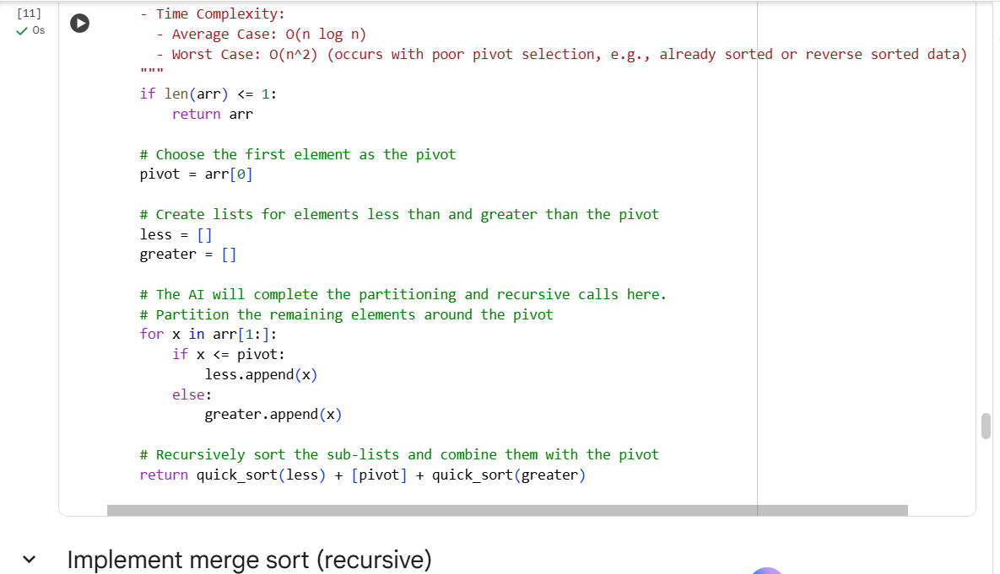 [11]
0s
- Time Complexity:
- Average Case: O(n log n)
- Worst Case: O(n^2) (occurs with poor pivot selection, e.g., already sorted or reverse sorted data)
"""
if len(arr) <= 1:
return arr
# Choose the first element as the pivot
pivot = arr[0]
# Create lists for elements less than and greater than the pivot
less = []
greater = []
# The AI will complete the partitioning and recursive calls here.
# Partition the remaining elements around the pivot
for x in arr[1:]:
if x <= pivot:
less.append(x)
else:
greater.append(x)
# Recursively sort the sub-lists and combine them with the pivot
return quick_sort(less) + [pivot] + quick_sort(greater)
Implement merge sort (recursive)